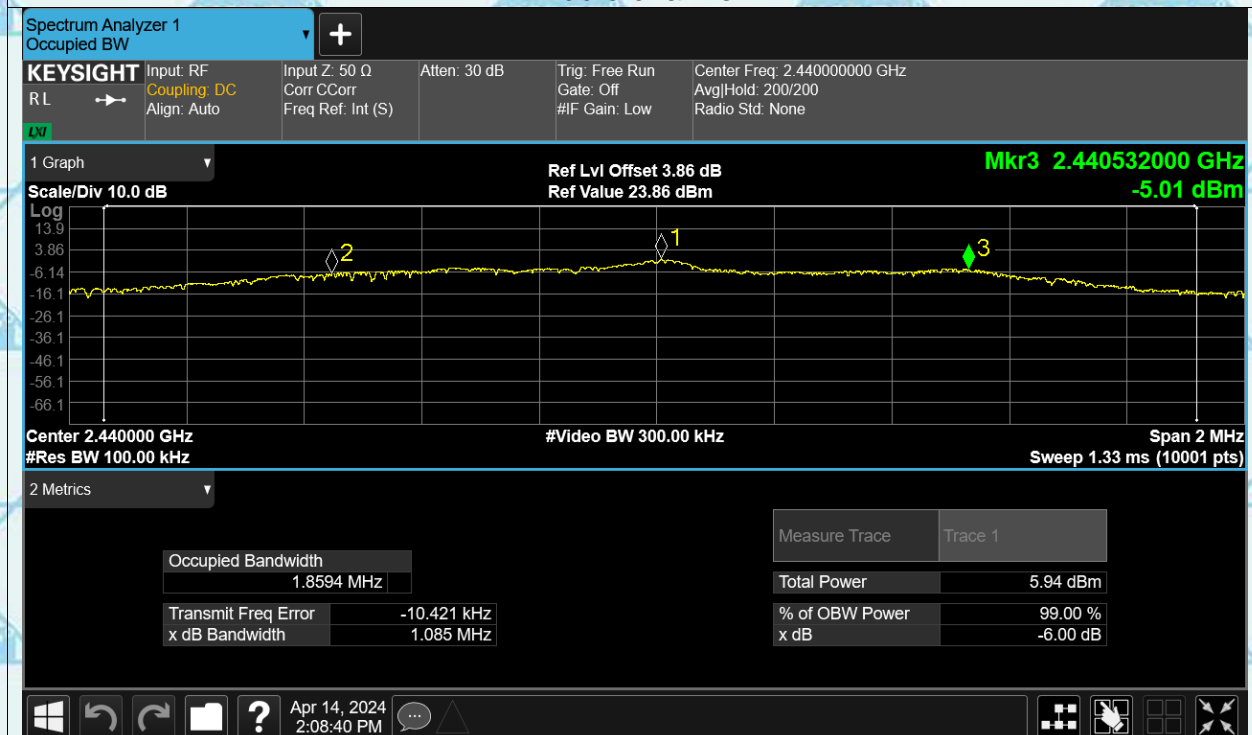 Spectrum Analyzer 1
Occupied BW
KEYSIGHT
RL
LXI
Input: RF
Coupling: DC
Align: Auto
Input Z: 50 Ω
Corr CCorr
Freq Ref: Int (S)
Atten: 30 dB
Trig: Free Run
Gate: Off
#IF Gain: Low
Center Freq: 2.440000000 GHz
Avg|Hold: 200/200
Radio Std: None
1 Graph
Scale/Div 10.0 dB
Ref Lvl Offset 3.86 dB
Ref Value 23.86 dBm
Mkr3 2.440532000 GHz
-5.01 dBm
Log
13.9
3.86
-6.14
-16.1
-26.1
-36.1
-46.1
-56.1
-66.1
2
1
3
Center 2.440000 GHz
#Res BW 100.00 kHz
#Video BW 300.00 kHz
Span 2 MHz
Sweep 1.33 ms (10001 pts)
2 Metrics
Occupied Bandwidth
1.8594 MHz
Transmit Freq Error -10.421 kHz
x dB Bandwidth 1.085 MHz
Measure Trace Trace 1
Total Power 5.94 dBm
% of OBW Power 99.00 %
x dB -6.00 dB
Apr 14, 2024
2:08:40 PM